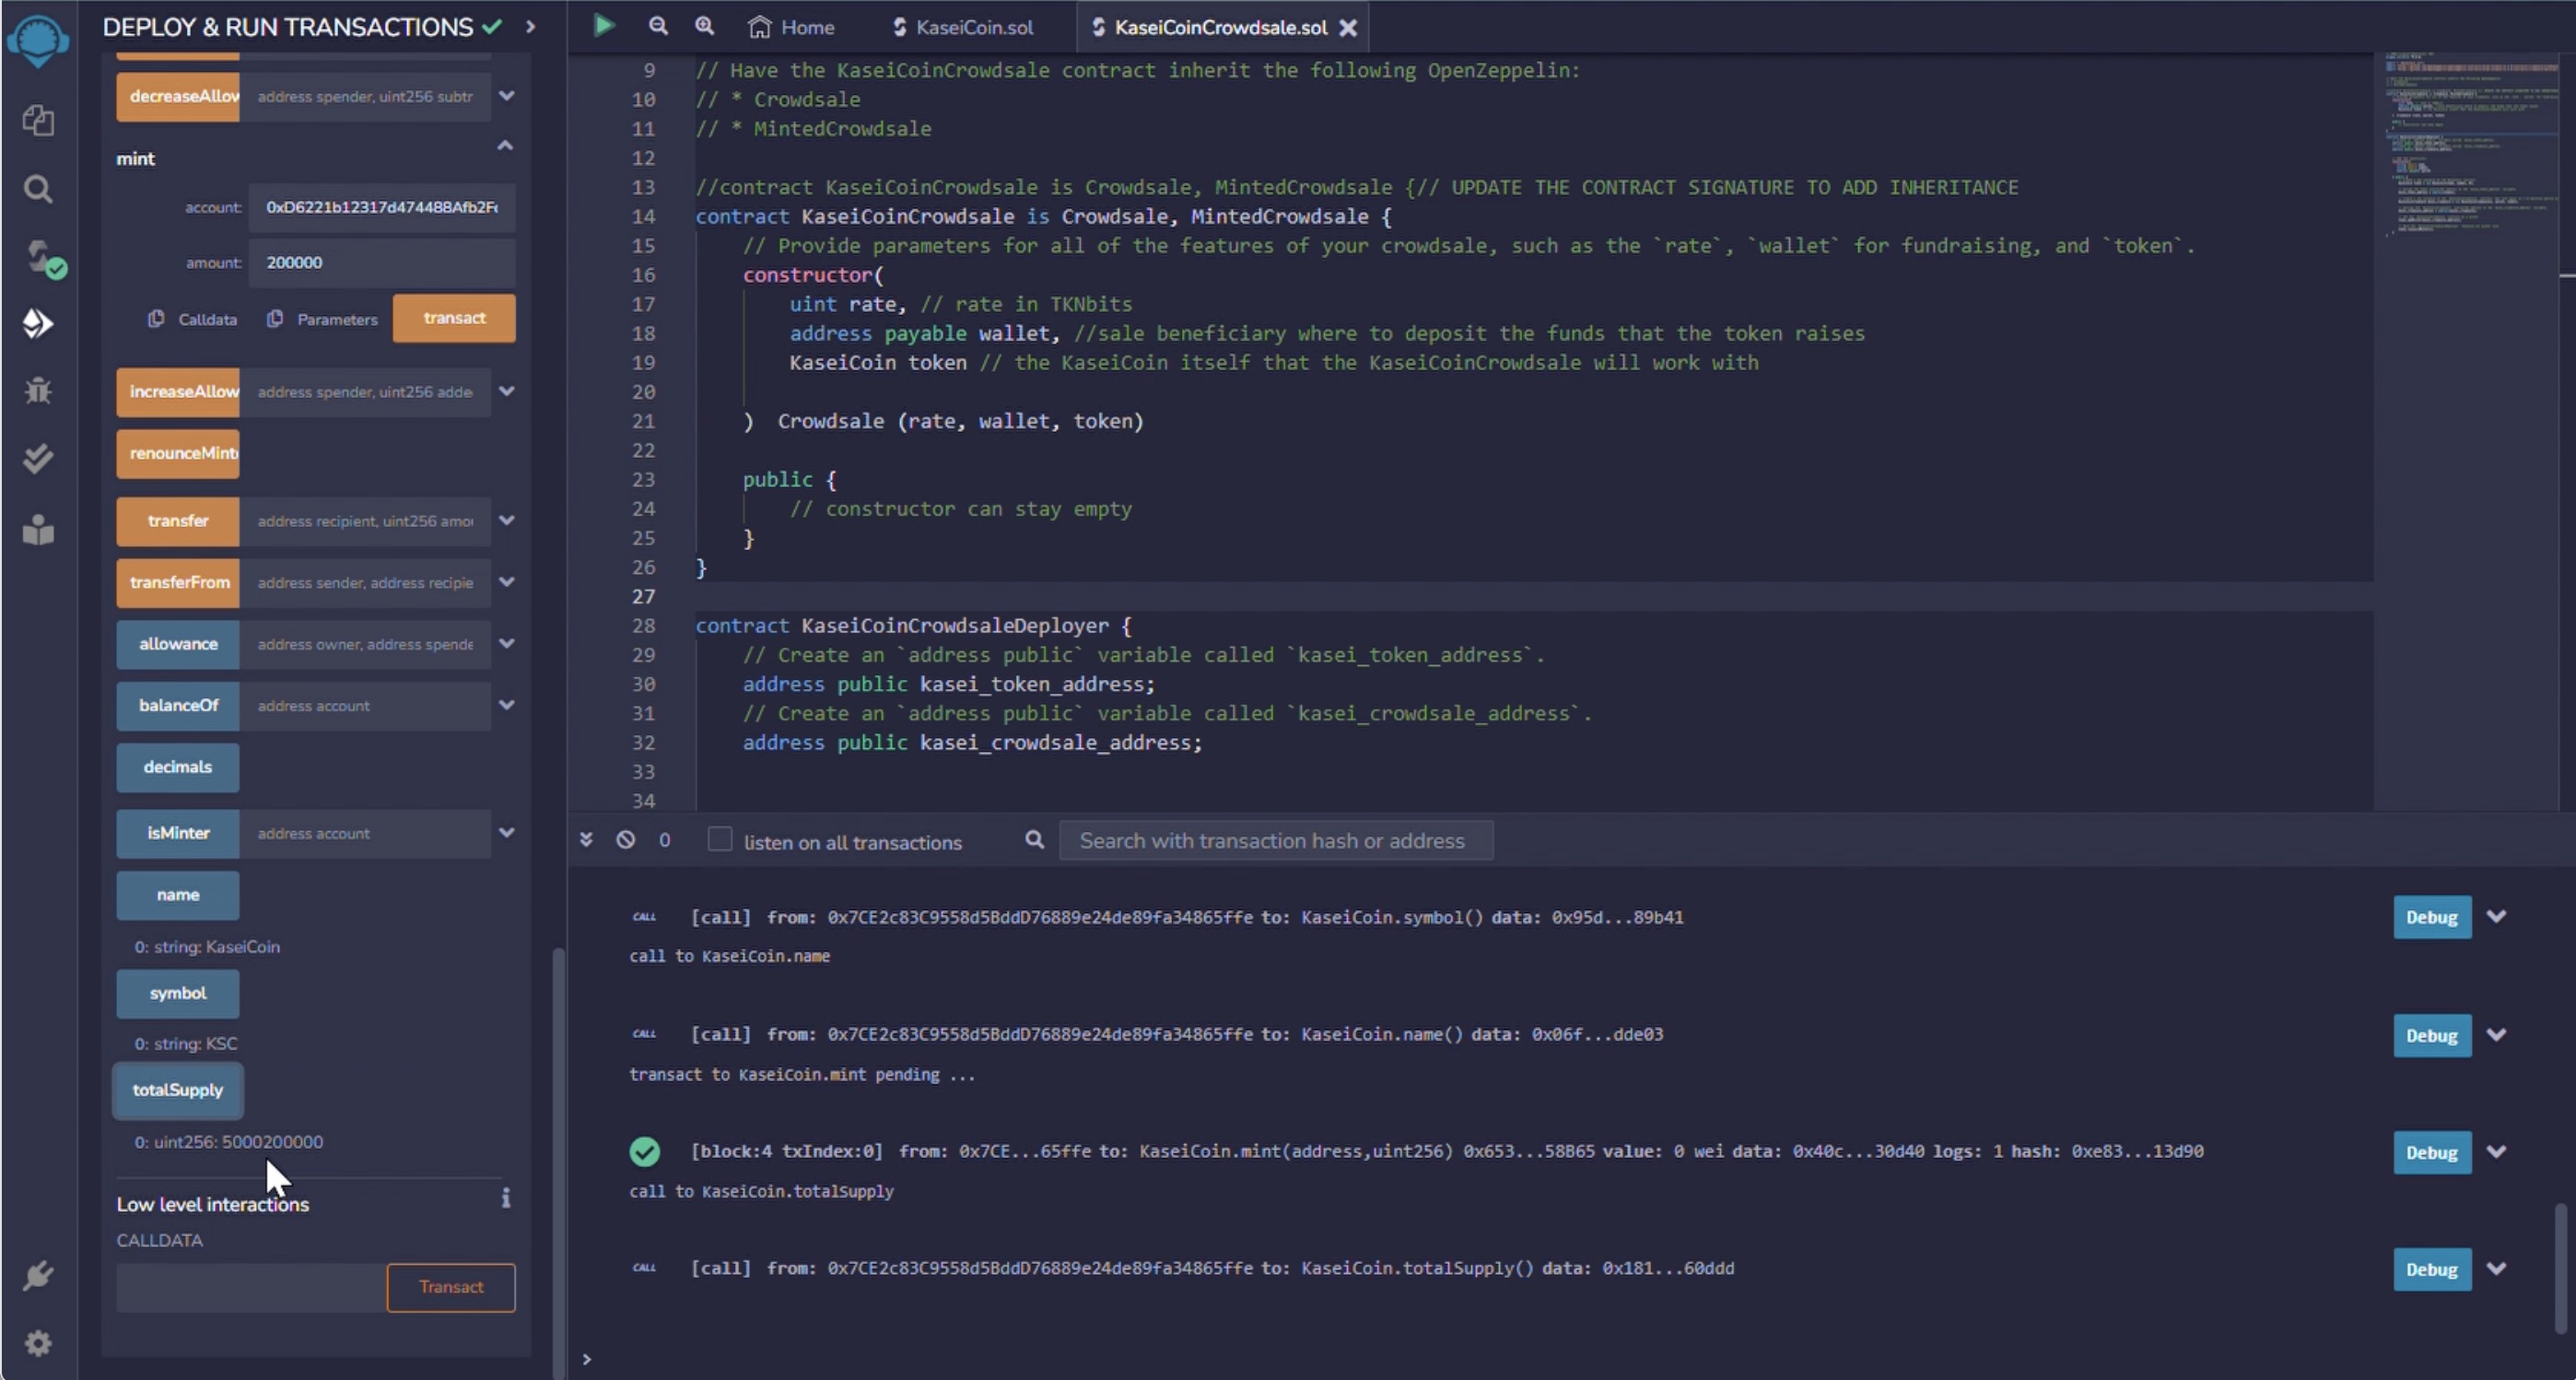 DEPLOY & RUN TRANSACTIONS
decreaseAllow address spender, uint256 subtr
mint
account: 0xD6221b12317d474488Afb2F
amount: 200000
Calldata Parameters transact
increaseAllow address spender, uint256 adde
renounceMint
transfer address recipient, uint256 amo
transferFrom address sender, address recipie
allowance address owner, address spende
balanceOf address account
decimals
isMinter address account
name
0: string: KaseiCoin
symbol
0: string: KSC
totalSupply
0: uint256: 5000200000
Low level interactions
CALLDATA
Transact
Home KaseiCoin.sol KaseiCoinCrowdsale.sol
9 // Have the KaseiCoinCrowdsale contract inherit the following OpenZeppelin:
10 // * Crowdsale
11 // * MintedCrowdsale
12
13 //contract KaseiCoinCrowdsale is Crowdsale, MintedCrowdsale {// UPDATE THE CONTRACT SIGNATURE TO ADD INHERITANCE
14 contract KaseiCoinCrowdsale is Crowdsale, MintedCrowdsale {
15 // Provide parameters for all of the features of your crowdsale, such as the `rate`, `wallet` for fundraising, and `token`.
16 constructor(
17 uint rate, // rate in TKNbits
18 address payable wallet, //sale beneficiary where to deposit the funds that the token raises
19 KaseiCoin token // the KaseiCoin itself that the KaseiCoinCrowdsale will work with
20
21 ) Crowdsale (rate, wallet, token)
22
23 public {
24 // constructor can stay empty
25 }
26 }
27
28 contract KaseiCoinCrowdsaleDeployer {
29 // Create an `address public` variable called `kasei_token_address`.
30 address public kasei_token_address;
31 // Create an `address public` variable called `kasei_crowdsale_address`.
32 address public kasei_crowdsale_address;
33
34
0 listen on all transactions Search with transaction hash or address
CALL [call] from: 0x7CE2c83C9558d5BddD76889e24de89fa34865ffe to: KaseiCoin.symbol() data: 0x95d...89b41 Debug
call to KaseiCoin.name
CALL [call] from: 0x7CE2c83C9558d5BddD76889e24de89fa34865ffe to: KaseiCoin.name() data: 0x06f...dde03 Debug
transact to KaseiCoin.mint pending ...
[block:4 txIndex:0] from: 0x7CE...65ffe to: KaseiCoin.mint(address,uint256) 0x653...58B65 value: 0 wei data: 0x40c...30d40 logs: 1 hash: 0xe83...13d90 Debug
call to KaseiCoin.totalSupply
CALL [call] from: 0x7CE2c83C9558d5BddD76889e24de89fa34865ffe to: KaseiCoin.totalSupply() data: 0x181...60ddd Debug
>